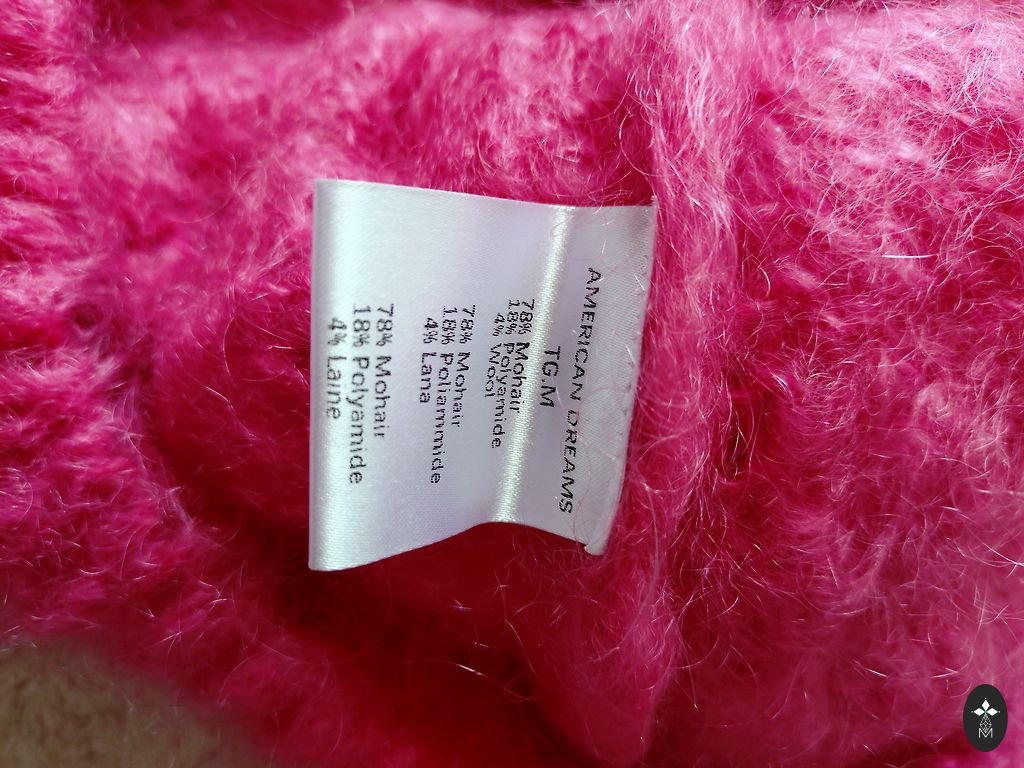 AMERICAN DREAMS
TG.M
78% Mohair
18% Polyamide
4% Wool
78% Mohair
18% Poliammide
4% Lana
78% Mohair
18% Polyamide
4% Laine
M